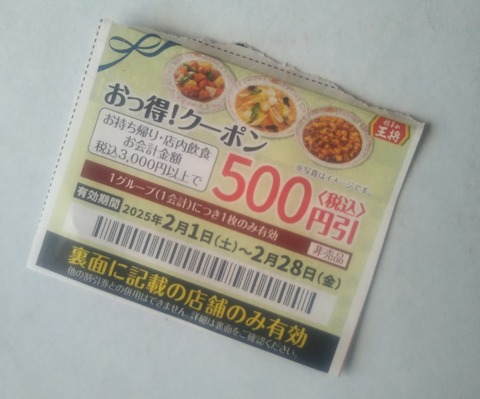 おっ得!クーポン
餃子の
王将
※写真はイメージです。
お持ち帰り・店内飲食
お会計金額
税込3,000円以上で
500円引
〈税込〉
1グループ(1会計)につき1枚のみ有効
非売品
有効期間 2025年2月1日(土)~2月28日(金)
裏面に記載の店舗のみ有効
他の割引券との併用はできません。詳細は裏面をご確認ください。